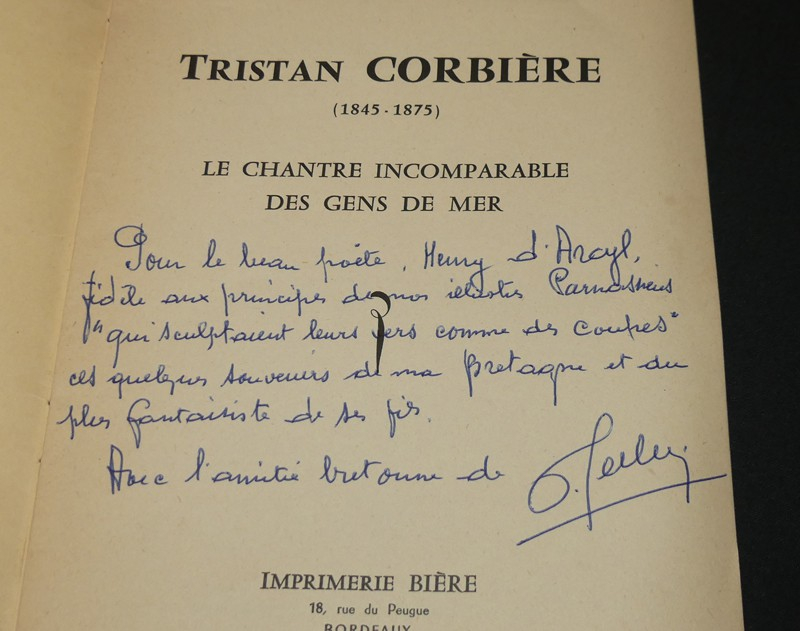 TRISTAN CORBIÈRE
(1845-1875)
LE CHANTRE INCOMPARABLE
DES GENS DE MER
Pour le beau poète, Henry d'Aragl,
fidèle aux principes de nos illustres Parnassiens
"qui sculptaient leurs vers comme des coupes"
ces quelques souvenirs de ma Bretagne et du
plus fantaisiste de ses fils.
Avec l'amitié bretonne de
IMPRIMERIE BIÈRE
18, rue du Peugue
BORDEAUX